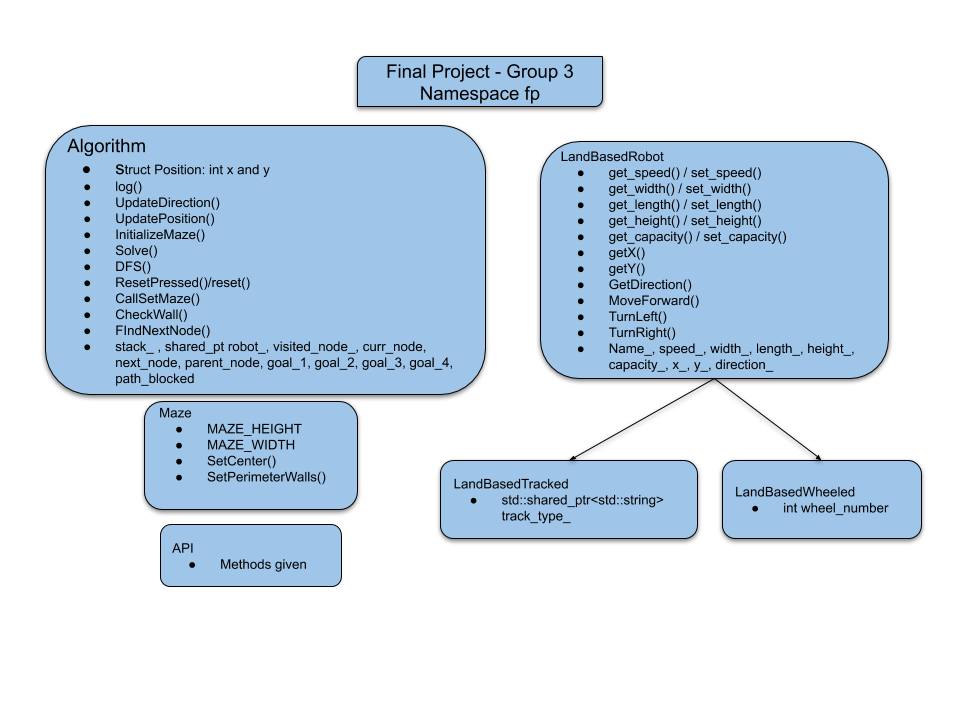 Final Project - Group 3
Namespace fp
Algorithm
● Struct Position: int x and y
● log()
● UpdateDirection()
● UpdatePosition()
● InitializeMaze()
● Solve()
● DFS()
● ResetPressed()/reset()
● CallSetMaze()
● CheckWall()
● FIndNextNode()
● stack_ , shared_pt robot_, visited_node_, curr_node,
next_node, parent_node, goal_1, goal_2, goal_3, goal_4,
path_blocked
LandBasedRobot
● get_speed() / set_speed()
● get_width() / set_width()
● get_length() / set_length()
● get_height() / set_height()
● get_capacity() / set_capacity()
● getX()
● getY()
● GetDirection()
● MoveForward()
● TurnLeft()
● TurnRight()
● Name_, speed_, width_, length_, height_,
capacity_, x_, y_, direction_
Maze
● MAZE_HEIGHT
● MAZE_WIDTH
● SetCenter()
● SetPerimeterWalls()
LandBasedTracked
● std::shared_ptr<std::string>
track_type_
LandBasedWheeled
● int wheel_number
API
● Methods given